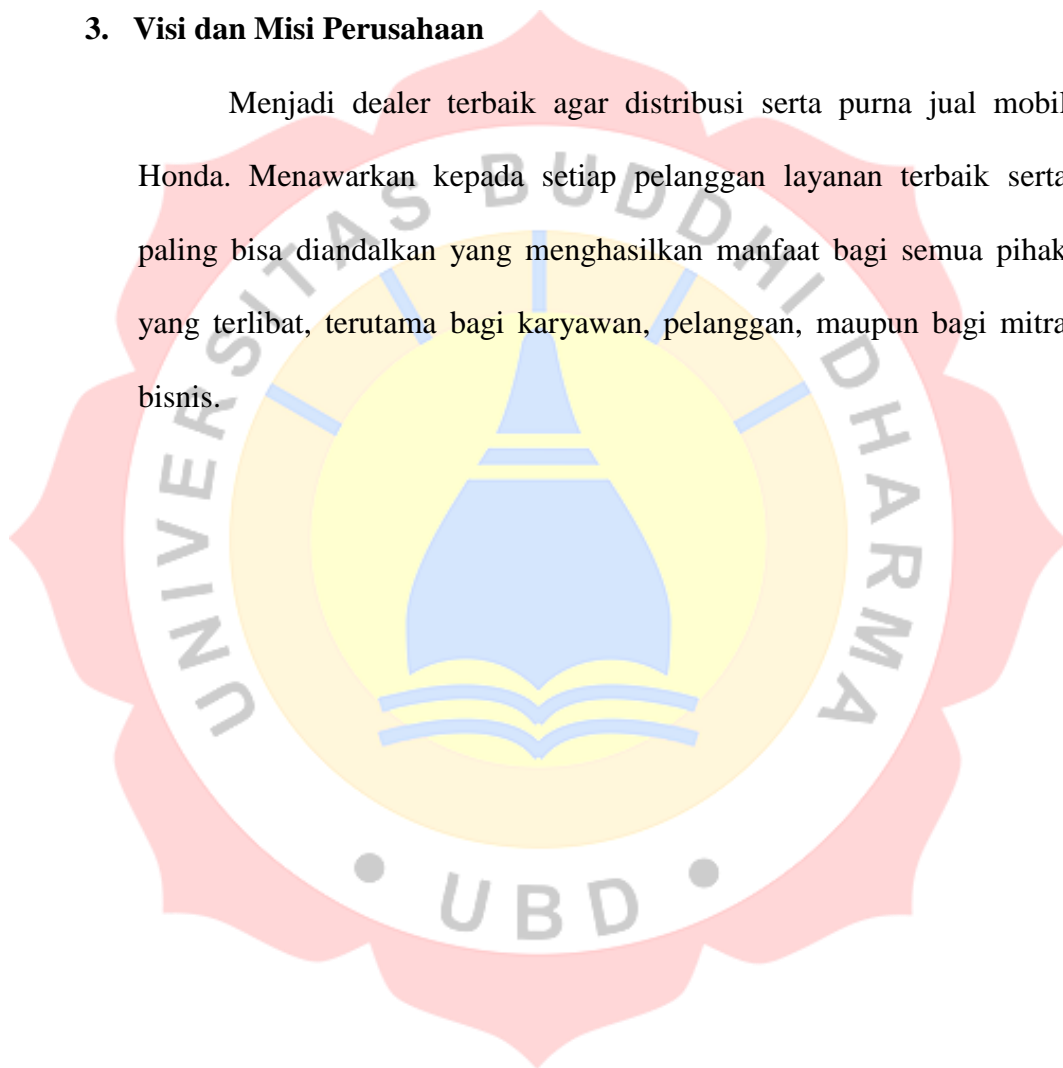 3. Visi dan Misi Perusahaan
Menjadi dealer terbaik agar distribusi serta purna jual mobil
Honda. Menawarkan kepada setiap pelanggan layanan terbaik serta
paling bisa diandalkan yang menghasilkan manfaat bagi semua pihak
yang terlibat, terutama bagi karyawan, pelanggan, maupun bagi mitra
bisnis.
UNIVERSITAS BUDDHI DHARMA
• UBD •